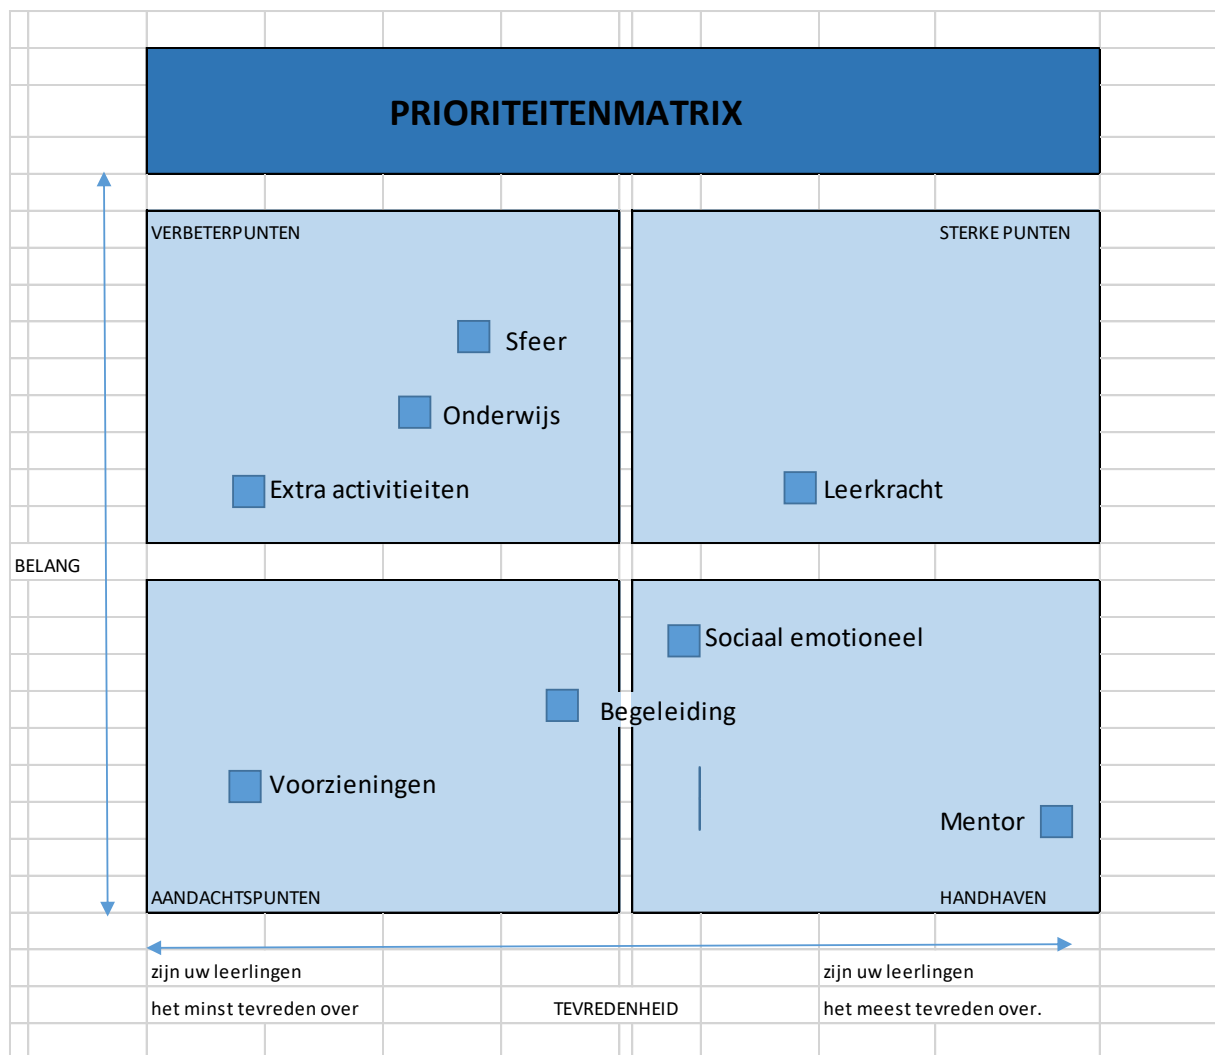 PRIORITEITENMATRIX
VERBETERPUNTEN
STERKE PUNTEN
Sfeer
Onderwijs
Extra activitieiten
Leerkracht
BELANG
Sociaal emotioneel
Begeleiding
Voorzieningen
Mentor
AANDACHTSPUNTEN
HANDHAVEN
zijn uw leerlingen
zijn uw leerlingen
het minst tevreden over
TEVREDENHEID
het meest tevreden over.